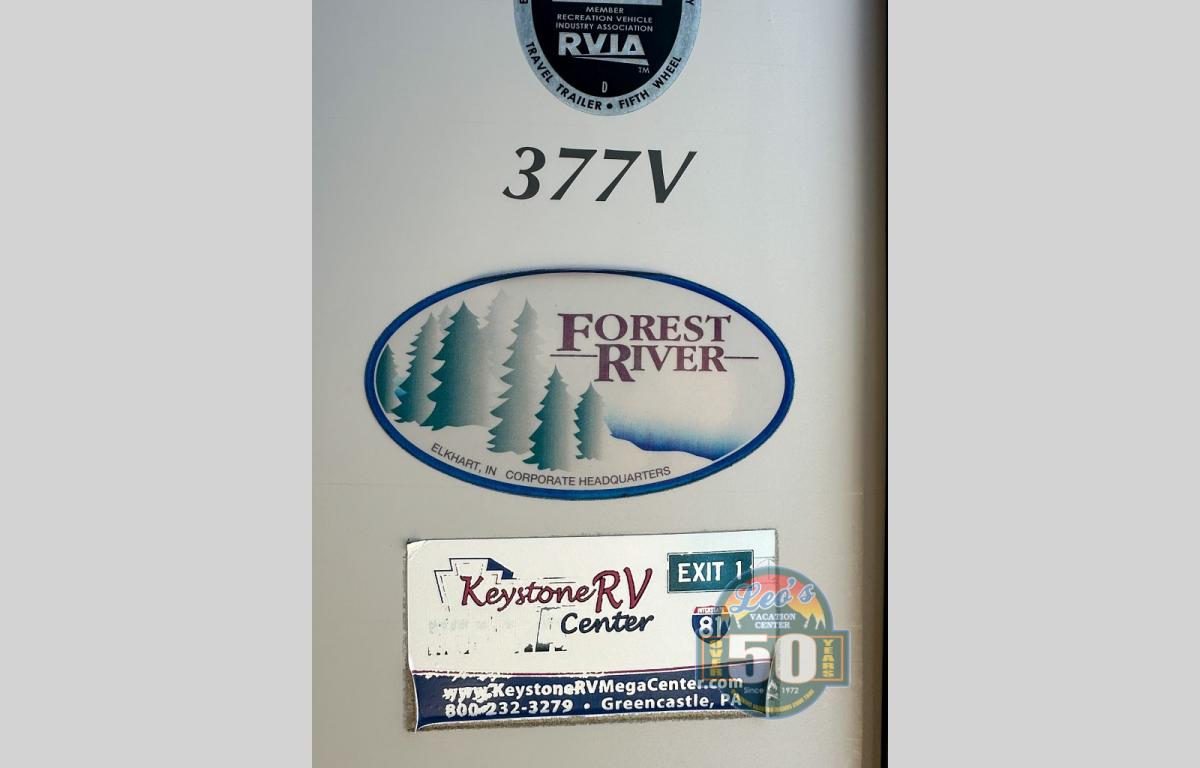 MEMBER
RECREATION VEHICLE
INDUSTRY ASSOCIATION
RVIA
TM
D
TRAVEL TRAILER • FIFTH WHEEL
377V
FOREST
RIVER
ELKHART, IN CORPORATE HEADQUARTERS
EXIT 1
Keystone RV
Center
81
www.KeystoneRVMegaCenter.com
800-232-3279 • Greencastle, PA
Leo's
VACATION
CENTER
OVER 50 YEARS
Since 1972